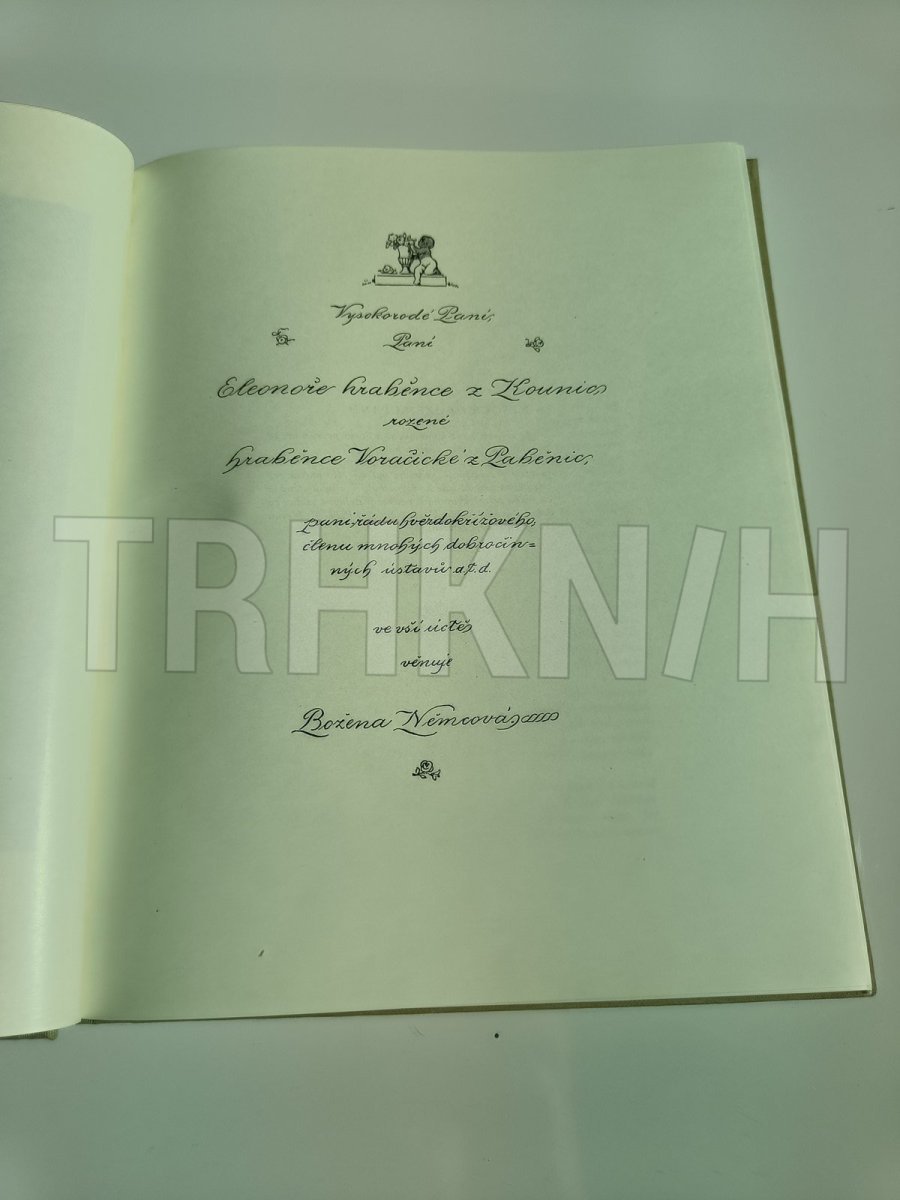 Vysokorodé Paní,
Paní
Eleonoře hraběnce z Kounic,
rozené
hraběnce Voračické z Paběnic,
paní řádu hvězdokřížového,
členu mnohých dobročin=
ných ústavů a.t.d.
ve vší úctě
věnuje
Božena Němcová
TRHKNIH